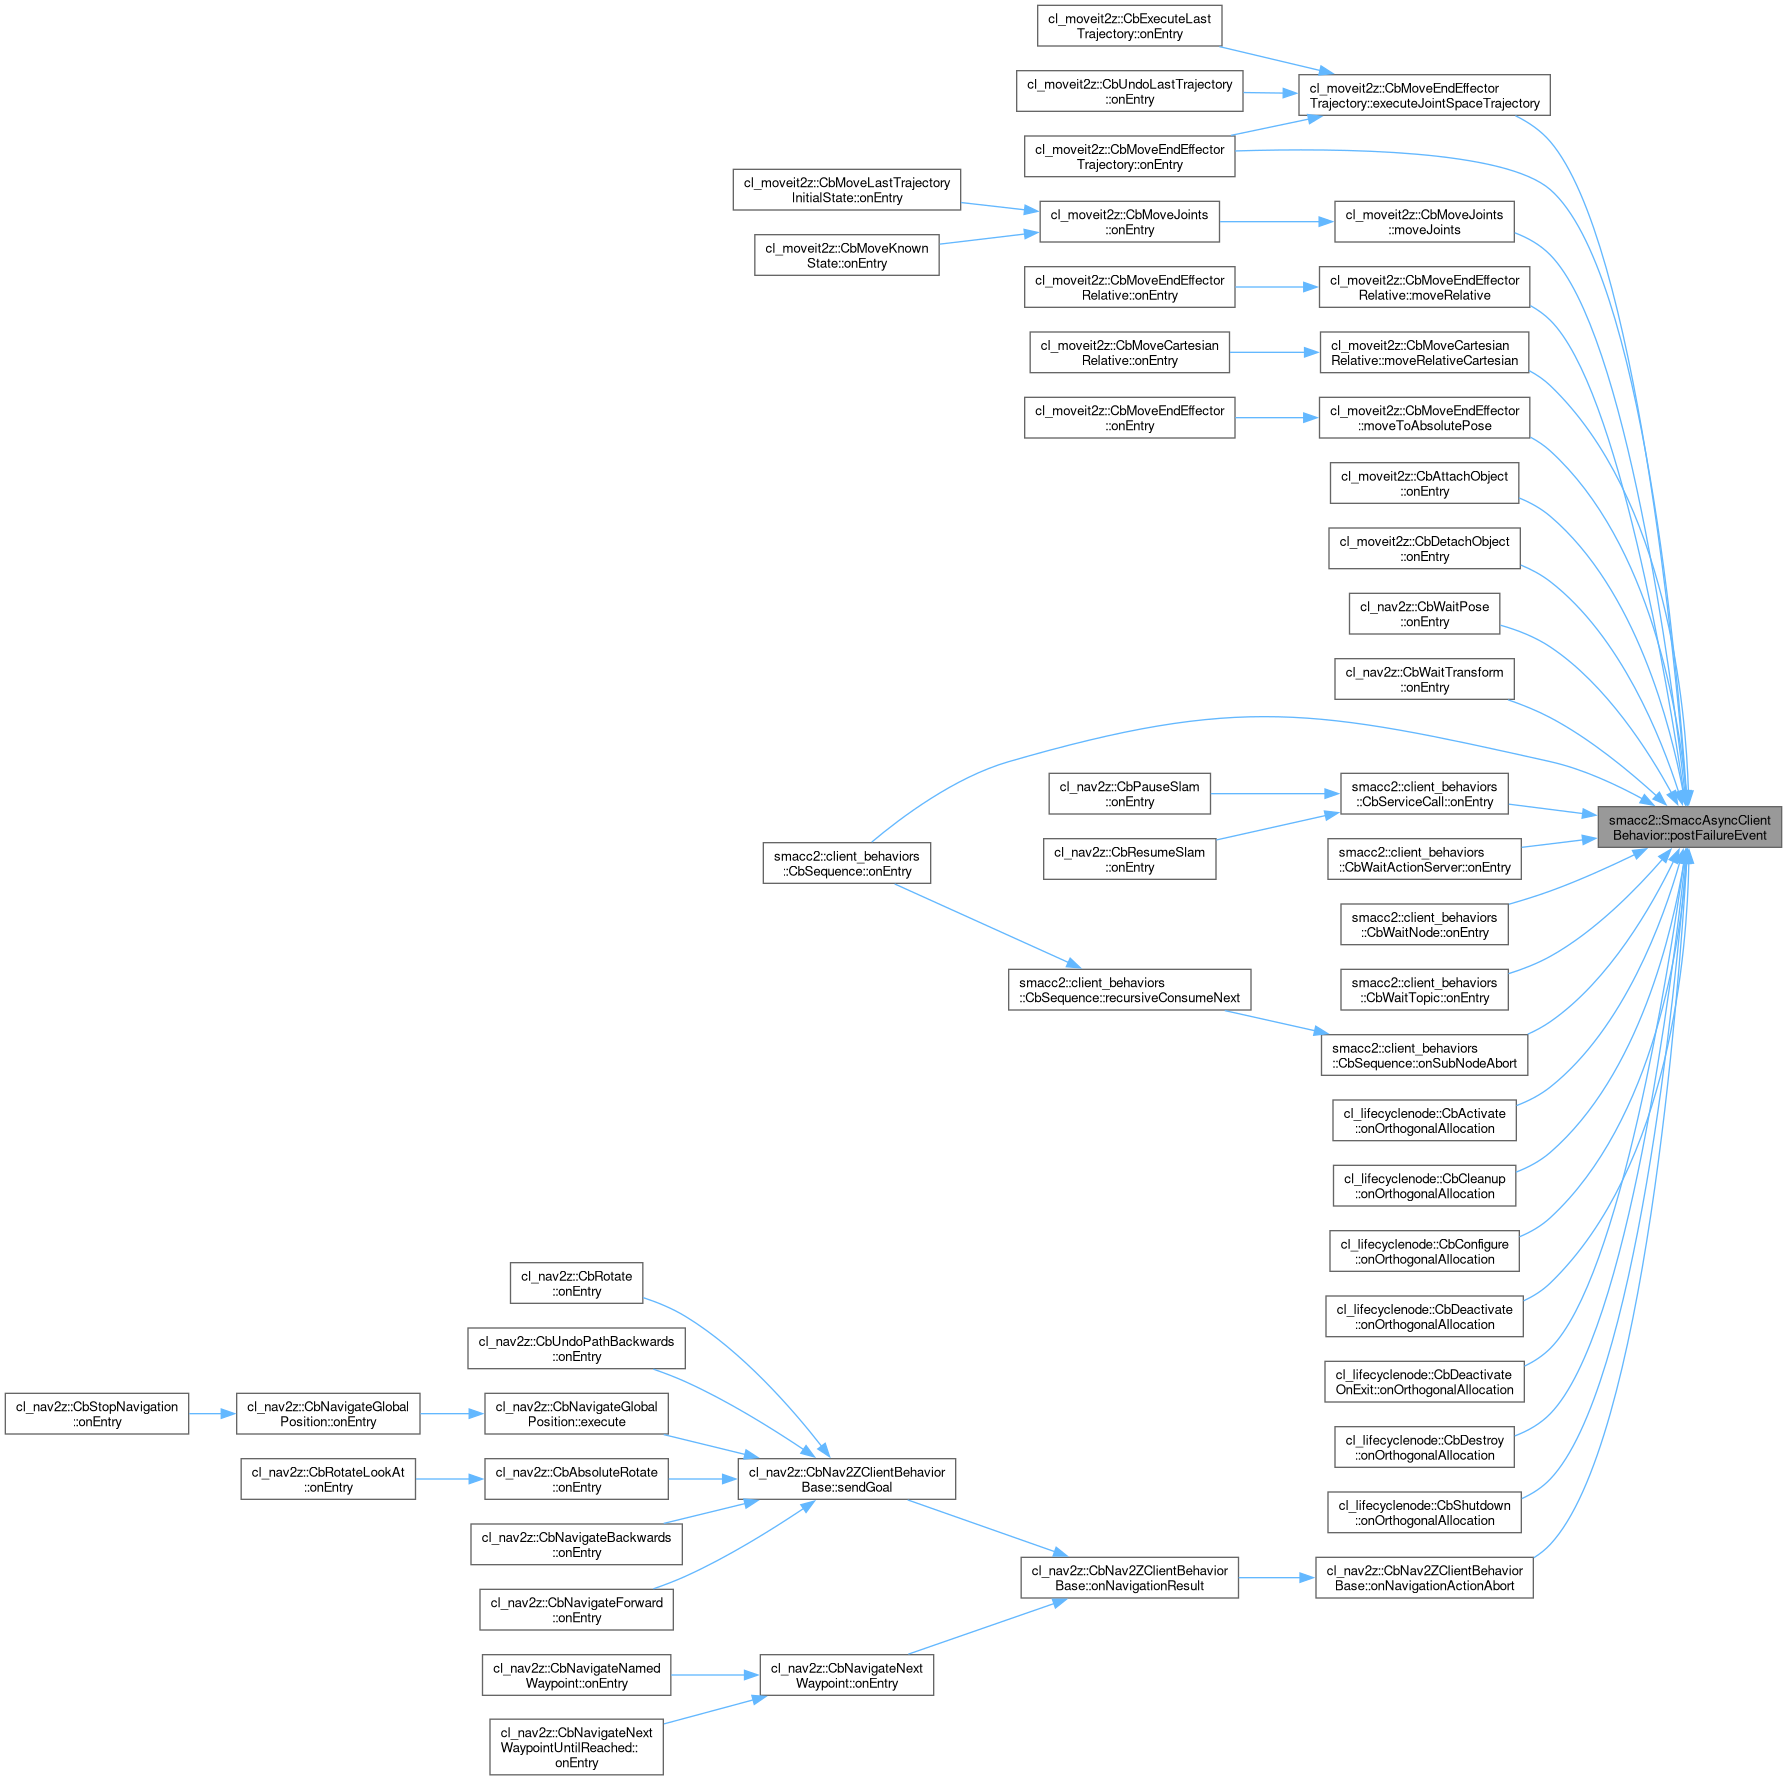 cl_moveit2z::CbExecuteLast
Trajectory::onEntry
cl_moveit2z::CbUndoLastTrajectory
::onEntry
cl_moveit2z::CbMoveEndEffector
Trajectory::executeJointSpaceTrajectory
cl_moveit2z::CbMoveEndEffector
Trajectory::onEntry
cl_moveit2z::CbMoveLastTrajectory
InitialState::onEntry
cl_moveit2z::CbMoveJoints
::onEntry
cl_moveit2z::CbMoveJoints
::moveJoints
cl_moveit2z::CbMoveKnown
State::onEntry
cl_moveit2z::CbMoveEndEffector
Relative::onEntry
cl_moveit2z::CbMoveEndEffector
Relative::moveRelative
cl_moveit2z::CbMoveCartesian
Relative::onEntry
cl_moveit2z::CbMoveCartesian
Relative::moveRelativeCartesian
cl_moveit2z::CbMoveEndEffector
::onEntry
cl_moveit2z::CbMoveEndEffector
::moveToAbsolutePose
cl_moveit2z::CbAttachObject
::onEntry
cl_moveit2z::CbDetachObject
::onEntry
cl_nav2z::CbWaitPose
::onEntry
cl_nav2z::CbWaitTransform
::onEntry
cl_nav2z::CbPauseSlam
::onEntry
smacc2::client_behaviors
::CbServiceCall::onEntry
smacc2::SmaccAsyncClient
Behavior::postFailureEvent
smacc2::client_behaviors
::CbSequence::onEntry
cl_nav2z::CbResumeSlam
::onEntry
smacc2::client_behaviors
::CbWaitActionServer::onEntry
smacc2::client_behaviors
::CbWaitNode::onEntry
smacc2::client_behaviors
::CbSequence::recursiveConsumeNext
smacc2::client_behaviors
::CbWaitTopic::onEntry
smacc2::client_behaviors
::CbSequence::onSubNodeAbort
cl_lifecyclenode::CbActivate
::onOrthogonalAllocation
cl_lifecyclenode::CbCleanup
::onOrthogonalAllocation
cl_lifecyclenode::CbConfigure
::onOrthogonalAllocation
cl_nav2z::CbRotate
::onEntry
cl_lifecyclenode::CbDeactivate
::onOrthogonalAllocation
cl_nav2z::CbUndoPathBackwards
::onEntry
cl_lifecyclenode::CbDeactivate
OnExit::onOrthogonalAllocation
cl_nav2z::CbStopNavigation
::onEntry
cl_nav2z::CbNavigateGlobal
Position::onEntry
cl_nav2z::CbNavigateGlobal
Position::execute
cl_lifecyclenode::CbDestroy
::onOrthogonalAllocation
cl_nav2z::CbRotateLookAt
::onEntry
cl_nav2z::CbAbsoluteRotate
::onEntry
cl_nav2z::CbNav2ZClientBehavior
Base::sendGoal
cl_lifecyclenode::CbShutdown
::onOrthogonalAllocation
cl_nav2z::CbNavigateBackwards
::onEntry
cl_nav2z::CbNav2ZClientBehavior
Base::onNavigationResult
cl_nav2z::CbNav2ZClientBehavior
Base::onNavigationActionAbort
cl_nav2z::CbNavigateForward
::onEntry
cl_nav2z::CbNavigateNamed
Waypoint::onEntry
cl_nav2z::CbNavigateNext
Waypoint::onEntry
cl_nav2z::CbNavigateNext
WaypointUntilReached::
onEntry